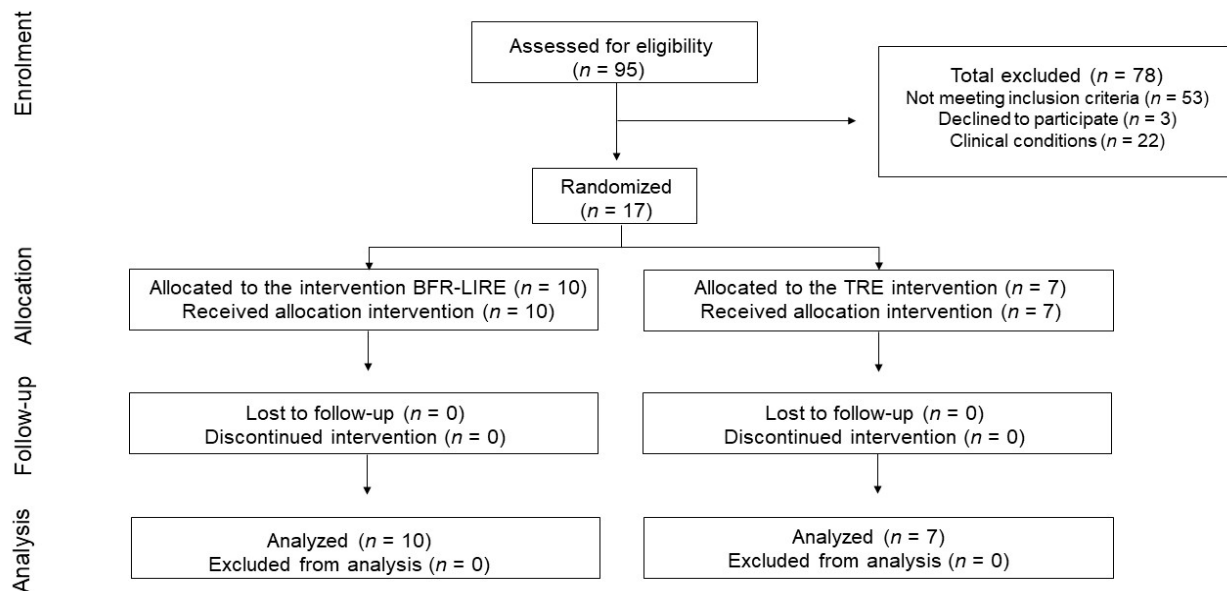 Enrolment
Assessed for eligibility
(n = 95)
Total excluded (n = 78)
Not meeting inclusion criteria (n = 53)
Declined to participate (n = 3)
Clinical conditions (n = 22)
Randomized
(n = 17)
Allocation
Allocated to the intervention BFR-LIRE (n = 10)
Received allocation intervention (n = 10)
Allocated to the TRE intervention (n = 7)
Received allocation intervention (n = 7)
Follow-up
Lost to follow-up (n = 0)
Discontinued intervention (n = 0)
Lost to follow-up (n = 0)
Discontinued intervention (n = 0)
Analysis
Analyzed (n = 10)
Excluded from analysis (n = 0)
Analyzed (n = 7)
Excluded from analysis (n = 0)